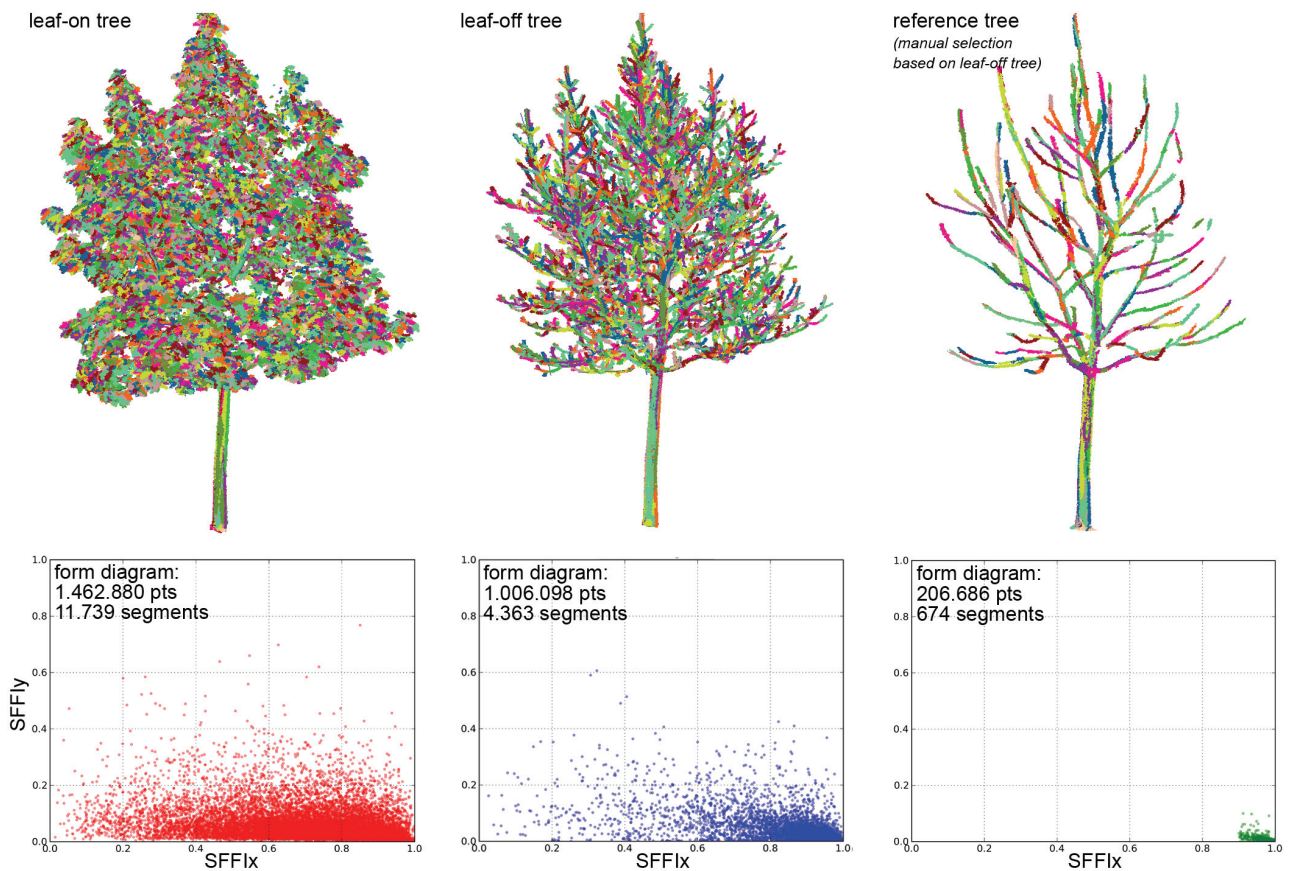 leaf-on tree
leaf-off tree
reference tree
(manual selection
based on leaf-off tree)
form diagram:
1.462.880 pts
11.739 segments
1.0
0.8
0.6
0.4
0.2
0.0
SFFIy
0.0 0.2 0.4 0.6 0.8 1.0
SFFIx
form diagram:
1.006.098 pts
4.363 segments
1.0
0.8
0.6
0.4
0.2
0.0
0.0 0.2 0.4 0.6 0.8 1.0
SFFIx
form diagram:
206.686 pts
674 segments
1.0
0.8
0.6
0.4
0.2
0.0
0.0 0.2 0.4 0.6 0.8 1.0
SFFIx